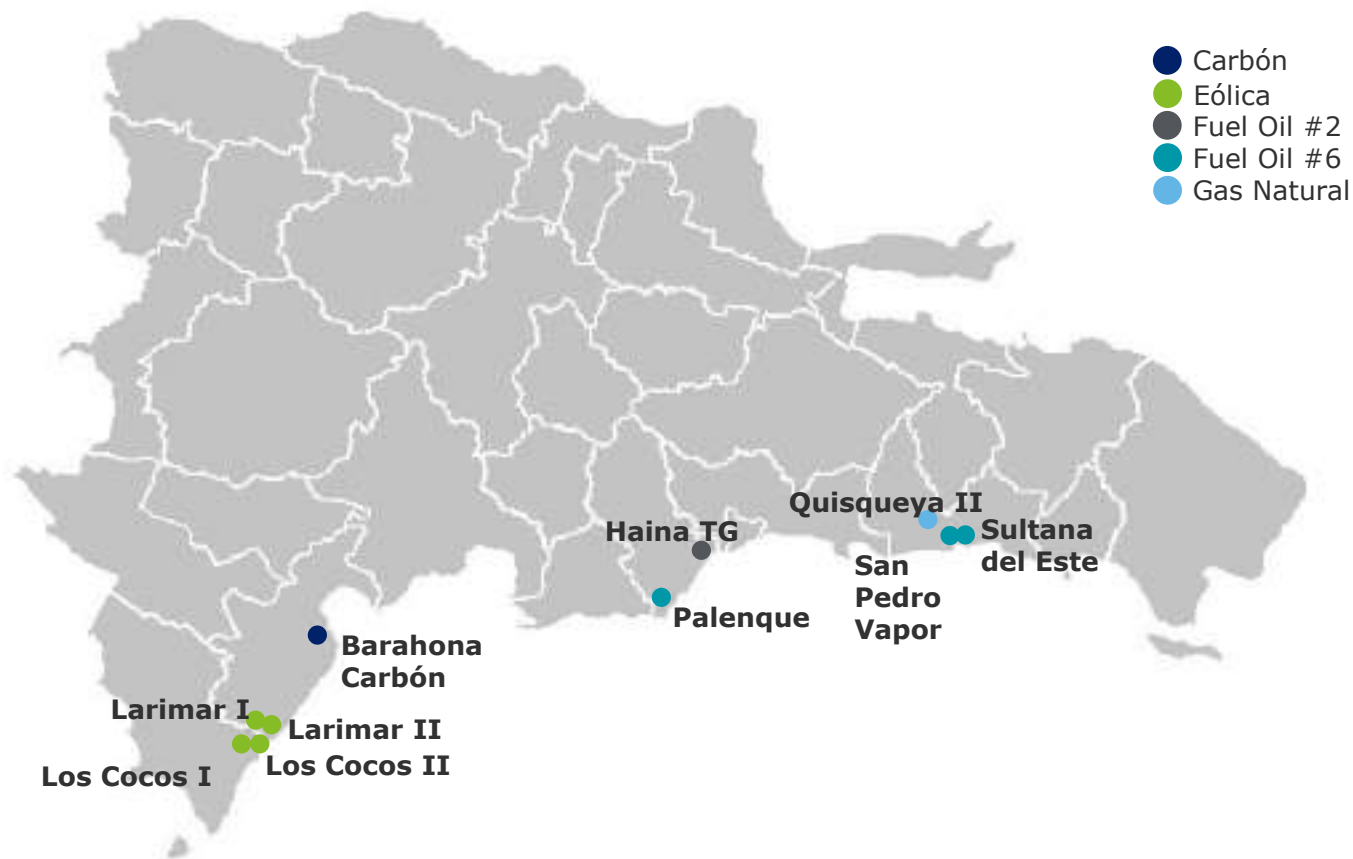 Carbón
Eólica
Fuel Oil #2
Fuel Oil #6
Gas Natural
Quisqueya II
Haina TG
Sultana
del Este
San
Pedro
Vapor
Palenque
Barahona
Carbón
Larimar I
Larimar II
Los Cocos II
Los Cocos I